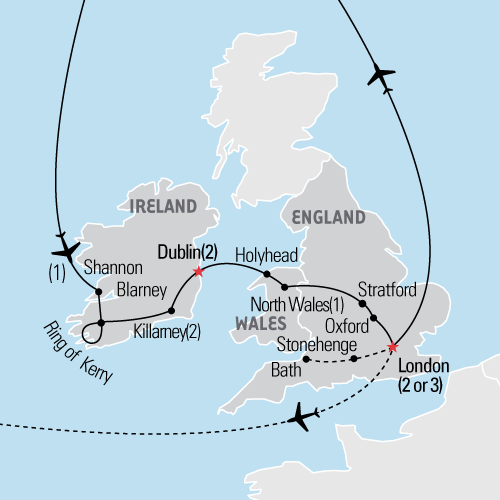 IRELAND
ENGLAND
Dublin(2)
Holyhead
(1)
Shannon
Blarney
Stratford
North Wales(1)
WALES
Oxford
Killarney(2)
Ring of Kerry
Stonehenge
Bath
London
(2 or 3)